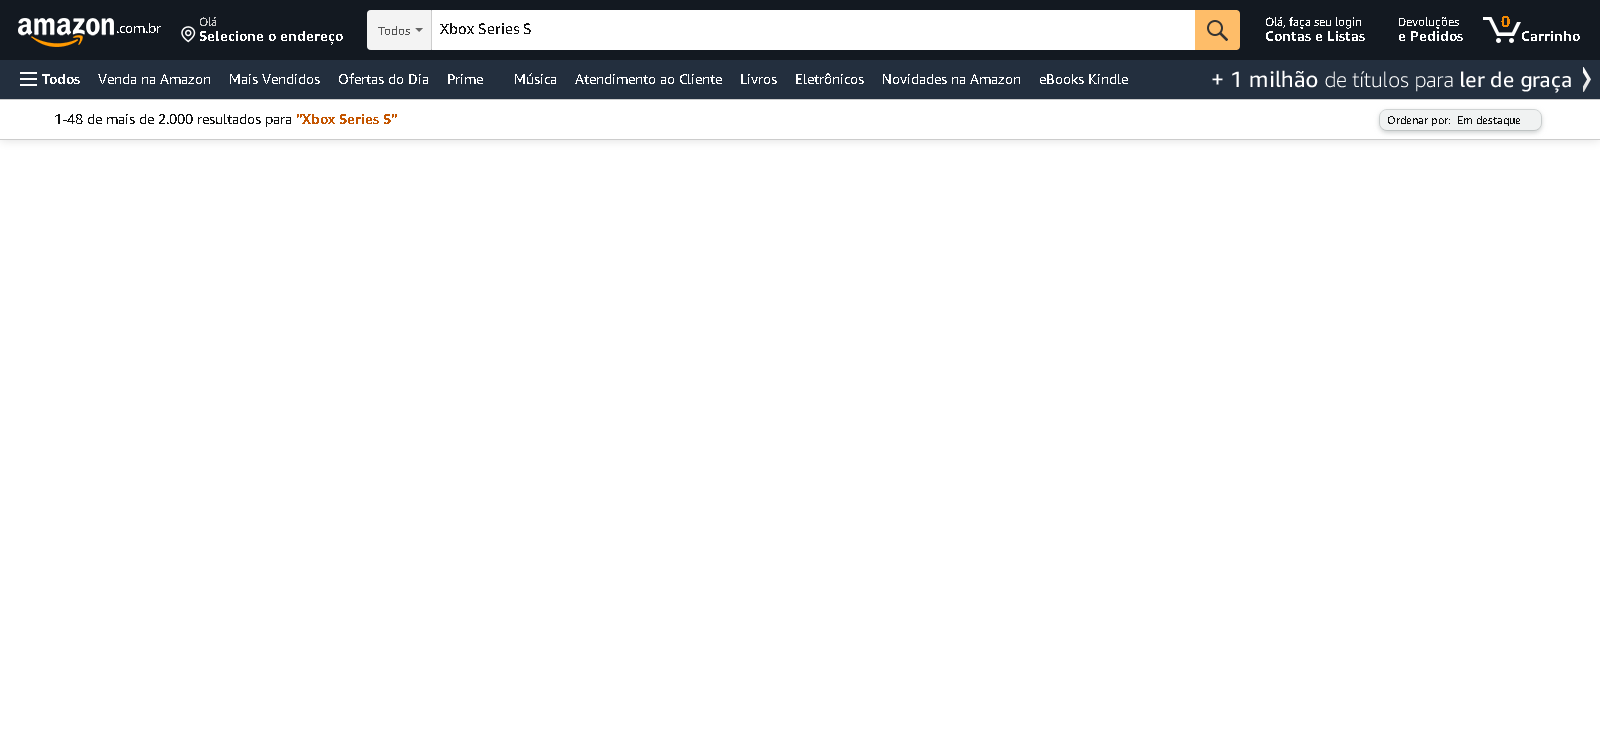 amazon.com.br
Olá
Selecione o endereço
Todos
Xbox Series S
Olá, faça seu login
Contas e Listas
Devoluções
e Pedidos
0
Carrinho
Todos Venda na Amazon Mais Vendidos Ofertas do Dia Prime Música Atendimento ao Cliente Livros Eletrônicos Novidades na Amazon eBooks Kindle
+ 1 milhão de títulos para ler de graça
1-48 de mais de 2.000 resultados para "Xbox Series S"
Ordenar por: Em destaque